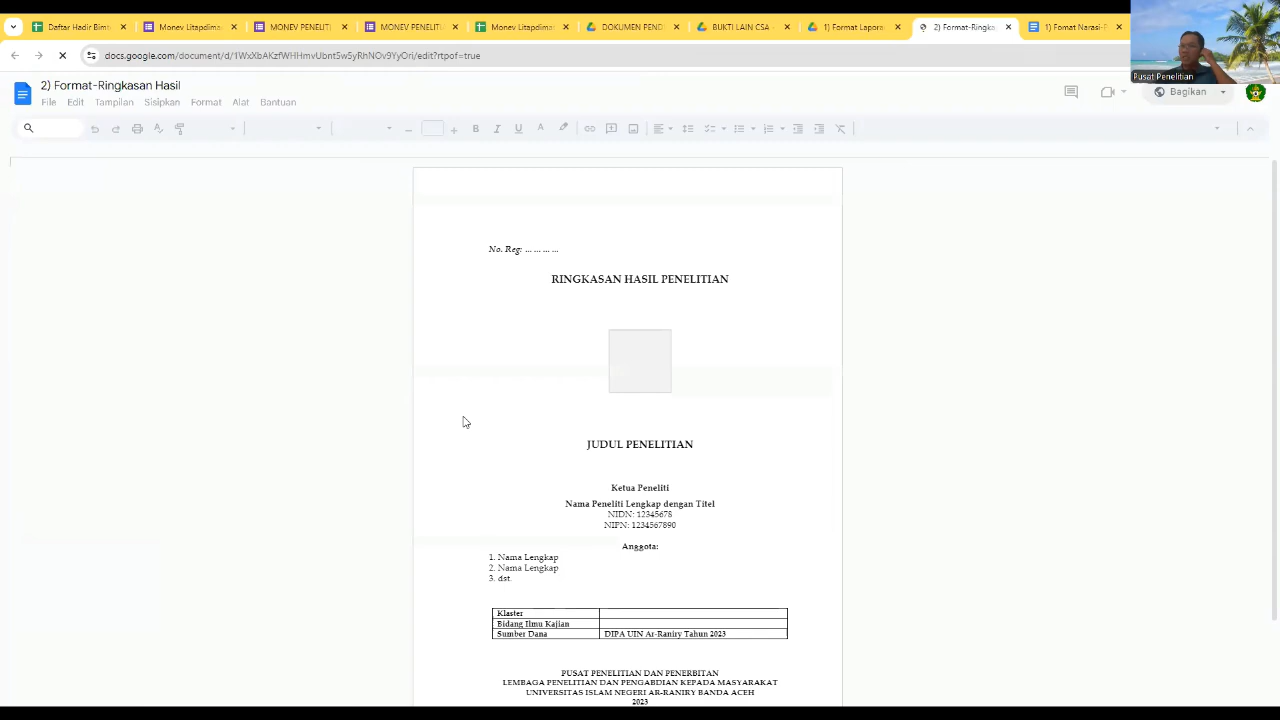 Daftar Hadir Bimb
Monev Litapdima
MONEV PENELITI
MONEV PENELITI
Monev Litapdima
DOKUMEN PEND
BUKTI LAIN CSA -
1) Format Lapora
2) Format-Ringka
1) Fomat Narasi-
docs.google.com/document/d/1WxXbAKzfWHHmvUbnt5w5yRhNOv9YyOri/edit?rtpof=true
Pusat Penelitian
2) Format-Ringkasan Hasil
File Edit Tampilan Sisipkan Format Alat Bantuan
Bagikan
No. Reg: ... ... ... ...
RINGKASAN HASIL PENELITIAN
JUDUL PENELITIAN
Ketua Peneliti
Nama Peneliti Lengkap dengan Titel
NIDN: 12345678
NIPN: 1234567890
Anggota:
1. Nama Lengkap
2. Nama Lengkap
3. dst.
Klaster
Bidang Ilmu Kajian
Sumber Dana DIPA UIN Ar-Raniry Tahun 2023
PUSAT PENELITIAN DAN PENERBITAN
LEMBAGA PENELITIAN DAN PENGABDIAN KEPADA MASYARAKAT
UNIVERSITAS ISLAM NEGERI AR-RANIRY BANDA ACEH
2023